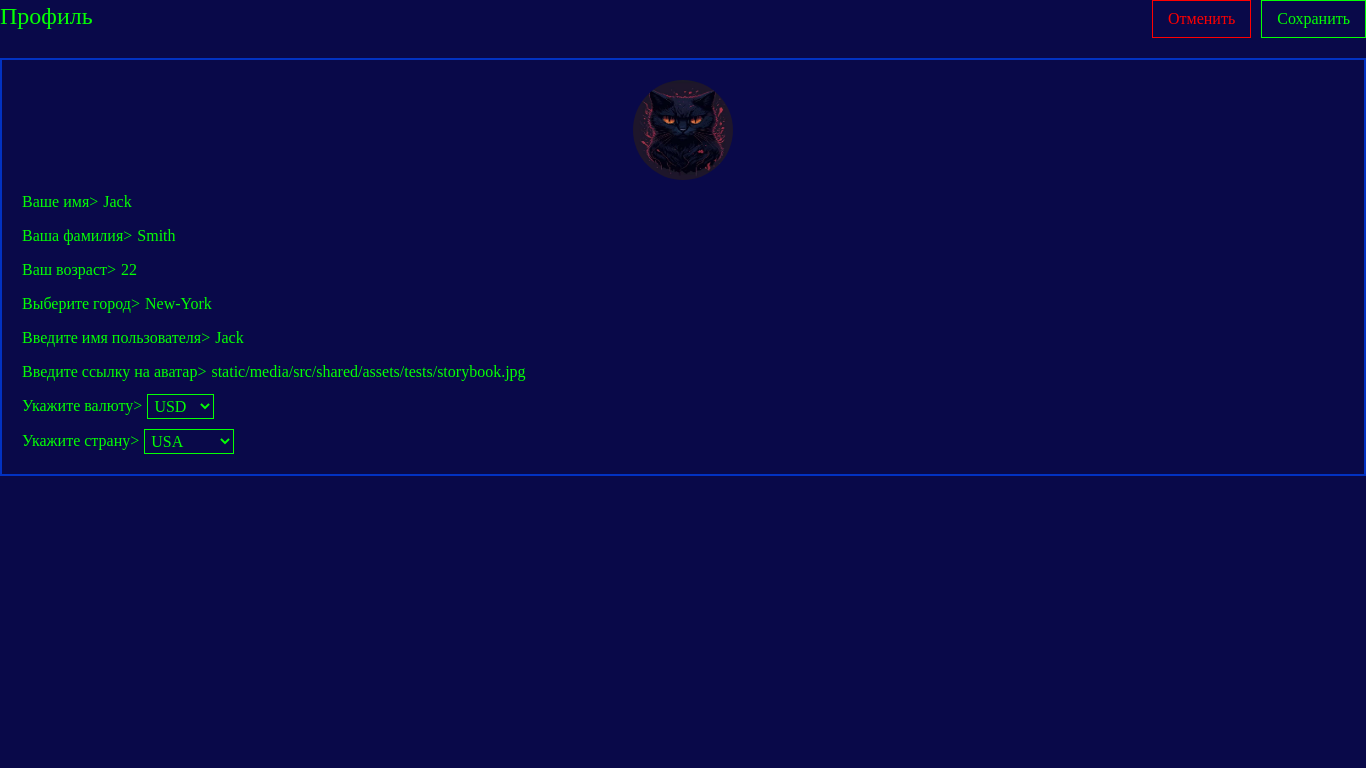 Профиль
Отменить
Сохранить
Ваше имя> Jack
Ваша фамилия> Smith
Ваш возраст> 22
Выберите город> New-York
Введите имя пользователя> Jack
Введите ссылку на аватар> static/media/src/shared/assets/tests/storybook.jpg
Укажите валюту> USD
Укажите страну> USA